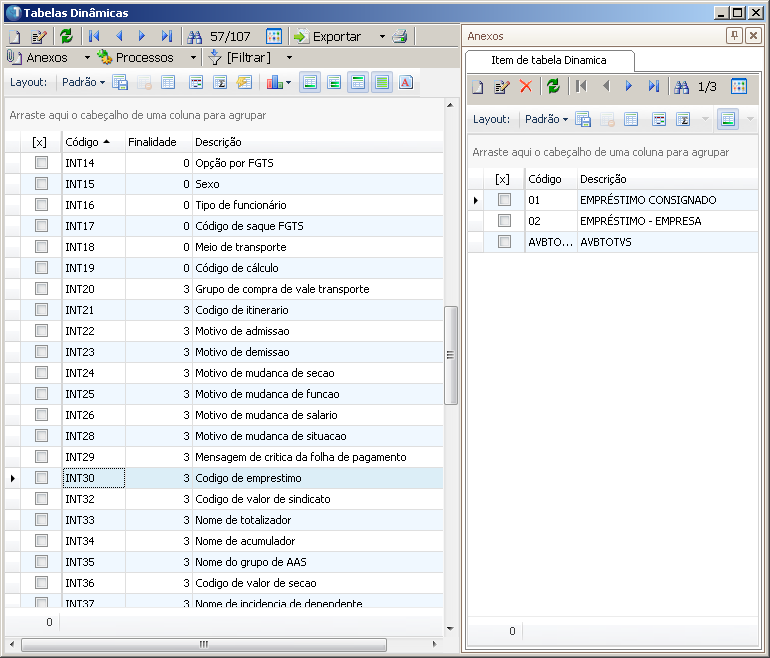 Tabelas Dinâmicas
57/107 Exportar
Anexos Processos [Filtrar]
Layout: Padrão
Arraste aqui o cabeçalho de uma coluna para agrupar
[x] Código Finalidade Descrição
INT14 0 Opção por FGTS
INT15 0 Sexo
INT16 0 Tipo de funcionário
INT17 0 Código de saque FGTS
INT18 0 Meio de transporte
INT19 0 Código de cálculo
INT20 3 Grupo de compra de vale transporte
INT21 3 Codigo de itinerario
INT22 3 Motivo de admissao
INT23 3 Motivo de demissao
INT24 3 Motivo de mudanca de secao
INT25 3 Motivo de mudanca de funcao
INT26 3 Motivo de mudanca de salario
INT28 3 Motivo de mudanca de situacao
INT29 3 Mensagem de critica da folha de pagamento
INT30 3 Codigo de emprestimo
INT32 3 Codigo de valor de sindicato
INT33 3 Nome de totalizador
INT34 3 Nome de acumulador
INT35 3 Nome do grupo de AAS
INT36 3 Codigo de valor de secao
INT37 3 Nome de incidencia de dependente
0
Anexos
Item de tabela Dinamica
1/3
Layout: Padrão
Arraste aqui o cabeçalho de uma coluna para agrupar
[x] Código Descrição
01 EMPRÉSTIMO CONSIGNADO
02 EMPRÉSTIMO - EMPRESA
AVBTO... AVBTOTVS
0